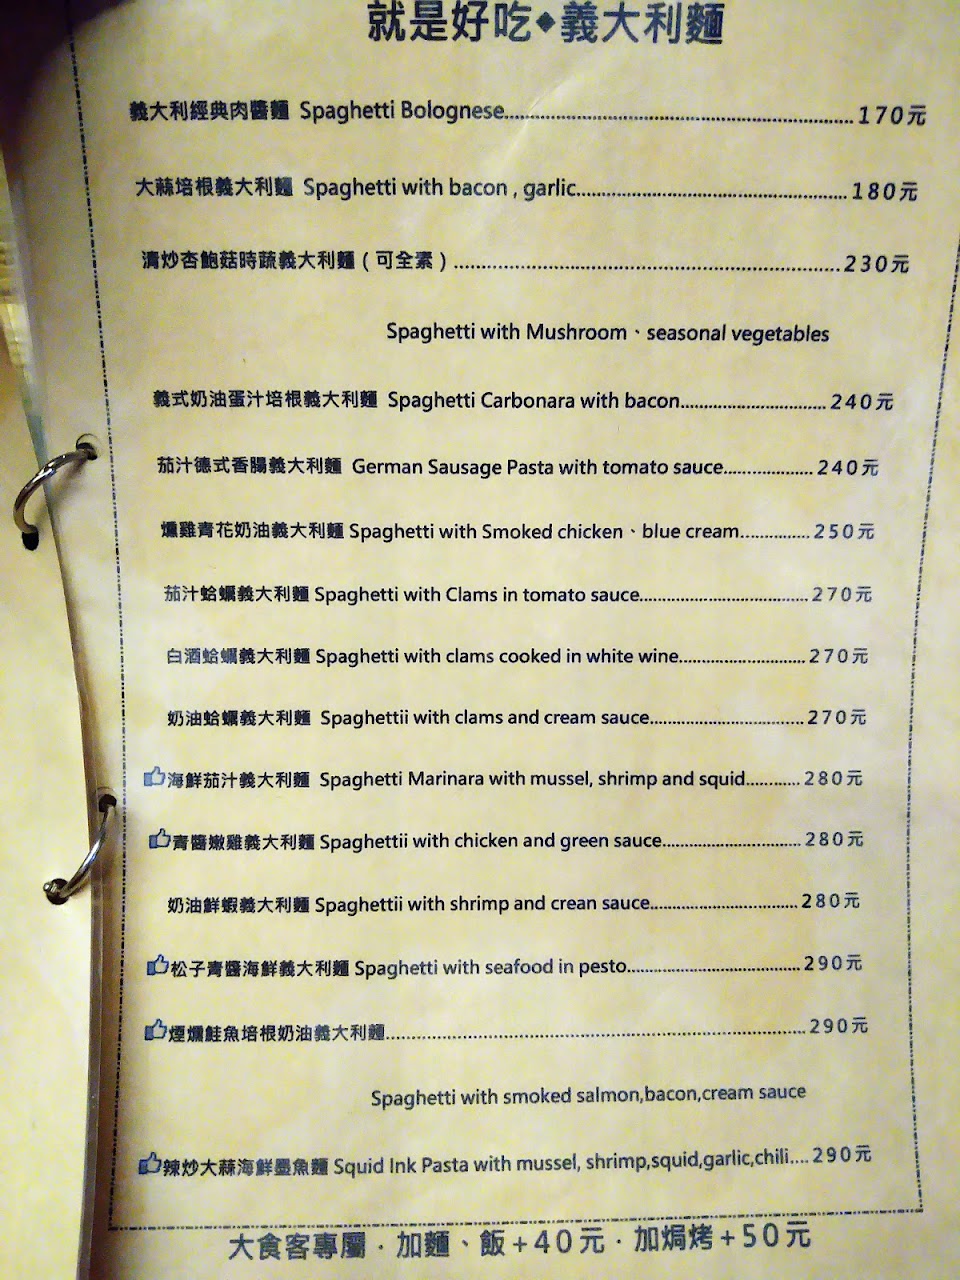 就是好吃◆義大利麵
義大利經典肉醬麵 Spaghetti Bolognese 170元
大蒜培根義大利麵 Spaghetti with bacon , garlic 180元
清炒杏鮑菇時蔬義大利麵(可全素) 230元
Spaghetti with Mushroom、seasonal vegetables
義式奶油蛋汁培根義大利麵 Spaghetti Carbonara with bacon 240元
茄汁德式香腸義大利麵 German Sausage Pasta with tomato sauce 240元
燻雞青花奶油義大利麵 Spaghetti with Smoked chicken、blue cream 250元
茄汁蛤蠣義大利麵 Spaghetti with Clams in tomato sauce 270元
白酒蛤蠣義大利麵 Spaghetti with clams cooked in white wine 270元
奶油蛤蠣義大利麵 Spaghettii with clams and cream sauce 270元
海鮮茄汁義大利麵 Spaghetti Marinara with mussel, shrimp and squid 280元
青醬嫩雞義大利麵 Spaghettii with chicken and green sauce 280元
奶油鮮蝦義大利麵 Spaghettii with shrimp and crean sauce 280元
松子青醬海鮮義大利麵 Spaghetti with seafood in pesto 290元
煙燻鮭魚培根奶油義大利麵 290元
Spaghetti with smoked salmon,bacon,cream sauce
辣炒大蒜海鮮墨魚麵 Squid Ink Pasta with mussel, shrimp,squid,garlic,chili 290元
大食客專屬·加麵、飯+40元·加焗烤+50元